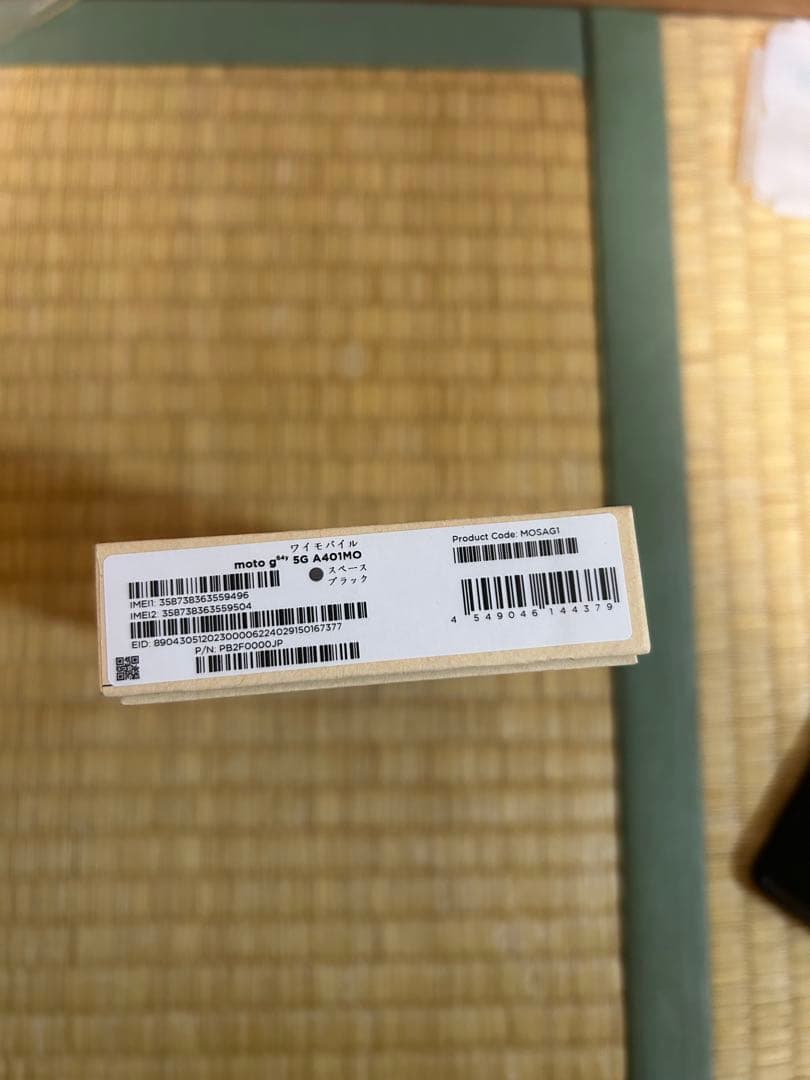 ワイモバイル
moto g⁶⁴ʸ 5G A401MO
スペース
ブラック
IMEI1: 358738363559496
IMEI2: 358738363559504
EID: 89043051202300006224029150167377
P/N: PB2F0000JP
Product Code: MOSAG1
4 549046 144379